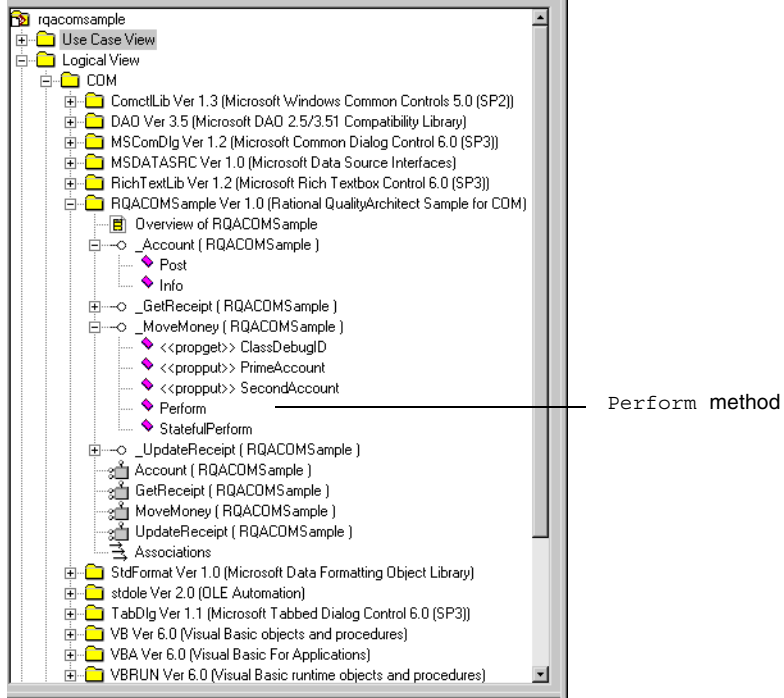 rqacomsample
Use Case View
Logical View
COM
ComctlLib Ver 1.3 (Microsoft Windows Common Controls 5.0 (SP2))
DAO Ver 3.5 (Microsoft DAO 2.5/3.51 Compatibility Library)
MSComDlg Ver 1.2 (Microsoft Common Dialog Control 6.0 (SP3))
MSDATASRC Ver 1.0 (Microsoft Data Source Interfaces)
RichTextLib Ver 1.2 (Microsoft Rich Textbox Control 6.0 (SP3))
RQACOMSample Ver 1.0 (Rational QualityArchitect Sample for COM)
Overview of RQACOMSample
_Account ( RQACOMSample )
Post
Info
_GetReceipt ( RQACOMSample )
_MoveMoney ( RQACOMSample )
<<propget>> ClassDebugID
<<propput>> PrimeAccount
<<propput>> SecondAccount
Perform
Perform method
StatefulPerform
_UpdateReceipt ( RQACOMSample )
Account ( RQACOMSample )
GetReceipt ( RQACOMSample )
MoveMoney ( RQACOMSample )
UpdateReceipt ( RQACOMSample )
Associations
StdFormat Ver 1.0 (Microsoft Data Formatting Object Library)
stdole Ver 2.0 (OLE Automation)
TabDlg Ver 1.1 (Microsoft Tabbed Dialog Control 6.0 (SP3))
VB Ver 6.0 (Visual Basic objects and procedures)
VBA Ver 6.0 (Visual Basic For Applications)
VBRUN Ver 6.0 (Visual Basic runtime objects and procedures)